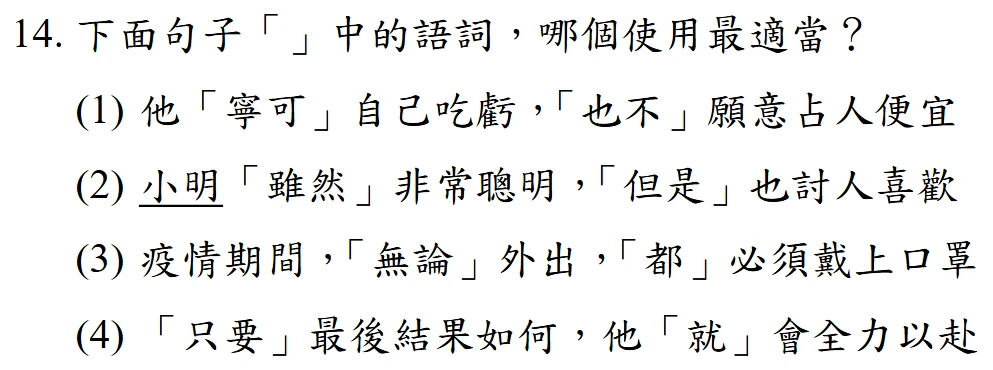 14. 下面句子「」中的語詞，哪個使用最適當？
(1) 他「寧可」自己吃虧，「也不」願意占人便宜
(2) 小明「雖然」非常聰明，「但是」也討人喜歡
(3) 疫情期間，「無論」外出，「都」必須戴上口罩
(4) 「只要」最後結果如何，他「就」會全力以赴